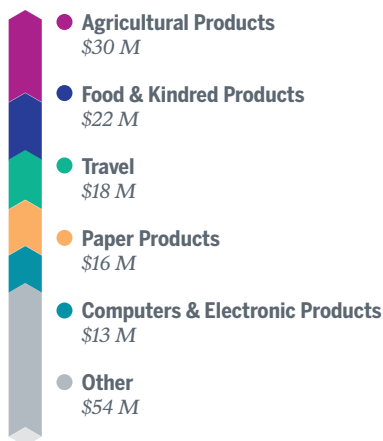 Agricultural Products
$30 M
Food & Kindred Products
$22 M
Travel
$18 M
Paper Products
$16 M
Computers & Electronic Products
$13 M
Other
$54 M